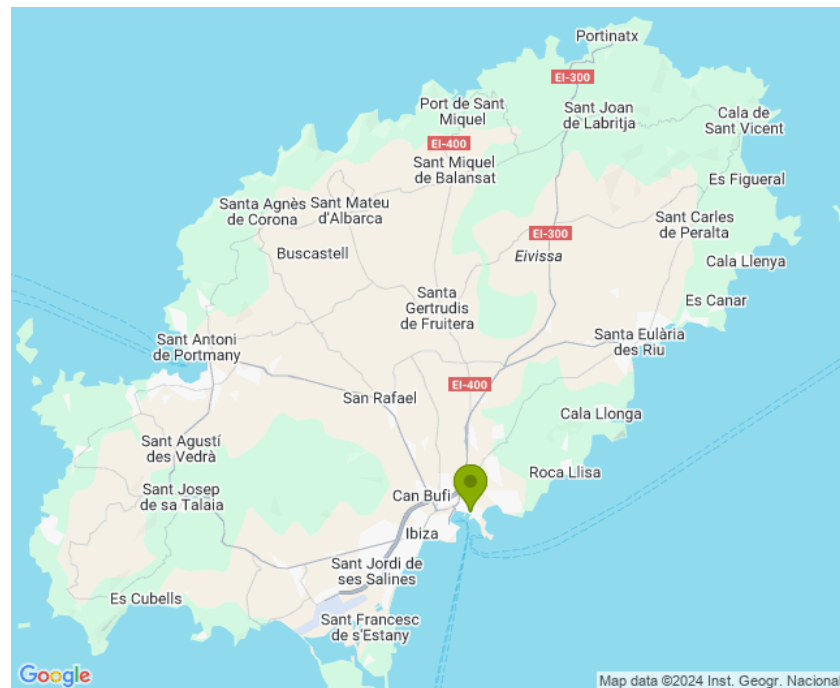 Portinatx
EI-300
Port de Sant
Miquel
Sant Joan
de Labritja
Cala de
Sant Vicent
EI-400
Sant Miquel
de Balansat
Es Figueral
Santa Agnès
de Corona
Sant Mateu
d'Albarca
Sant Carles
de Peralta
EI-300
Buscastell
Eivissa
Cala Llenya
Santa
Gertrudis
de Fruitera
Es Canar
Sant Antoni
de Portmany
Santa Eulària
des Riu
EI-400
San Rafael
Cala Llonga
Sant Agustí
des Vedrà
Roca Llisa
Sant Josep
de sa Talaia
Can Bufí
Ibiza
Sant Jordi de
ses Salines
Es Cubells
Sant Francesc
de s'Estany
Google
Map data ©2024 Inst. Geogr. Nacional